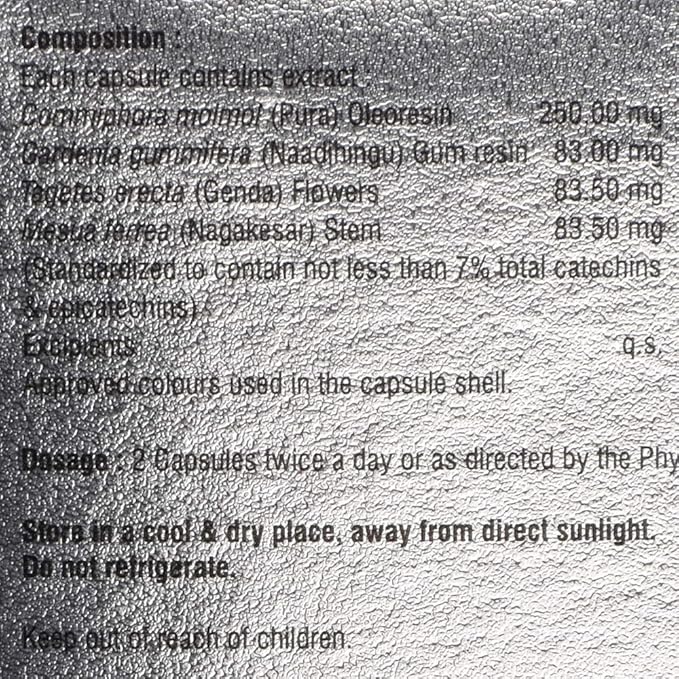 Composition :
Each capsule contains extract :
Commiphora molmol (Pura) Oleoresin 250.00 mg
Gardenia gummifera (Naadihingu) Gum resin 83.00 mg
Tagetes erecta (Genda) Flowers 83.50 mg
Mesua ferrea (Nagakesar) Stem 83.50 mg
(Standardized to contain not less than 7% total catechins
& epicatechins)
Excipients q.s.
Approved colours used in the capsule shell.
Dosage : 2 Capsules twice a day or as directed by the Phy
Store in a cool & dry place, away from direct sunlight.
Do not refrigerate.
Keep out of reach of children.